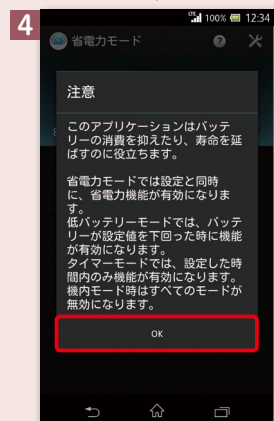 4
LTE 100% 12:34
省電力モード
注意
このアプリケーションはバッテ
リーの消費を抑えたり、寿命を延
ばすのに役立ちます。
省電力モードでは設定と同時
に、省電力機能が有効になりま
す。
低バッテリーモードでは、バッテ
リーが設定値を下回った時に機能
が有効になります。
タイマーモードでは、設定した時
間内のみ機能が有効になります。
機内モード時はすべてのモードが
無効になります。
OK